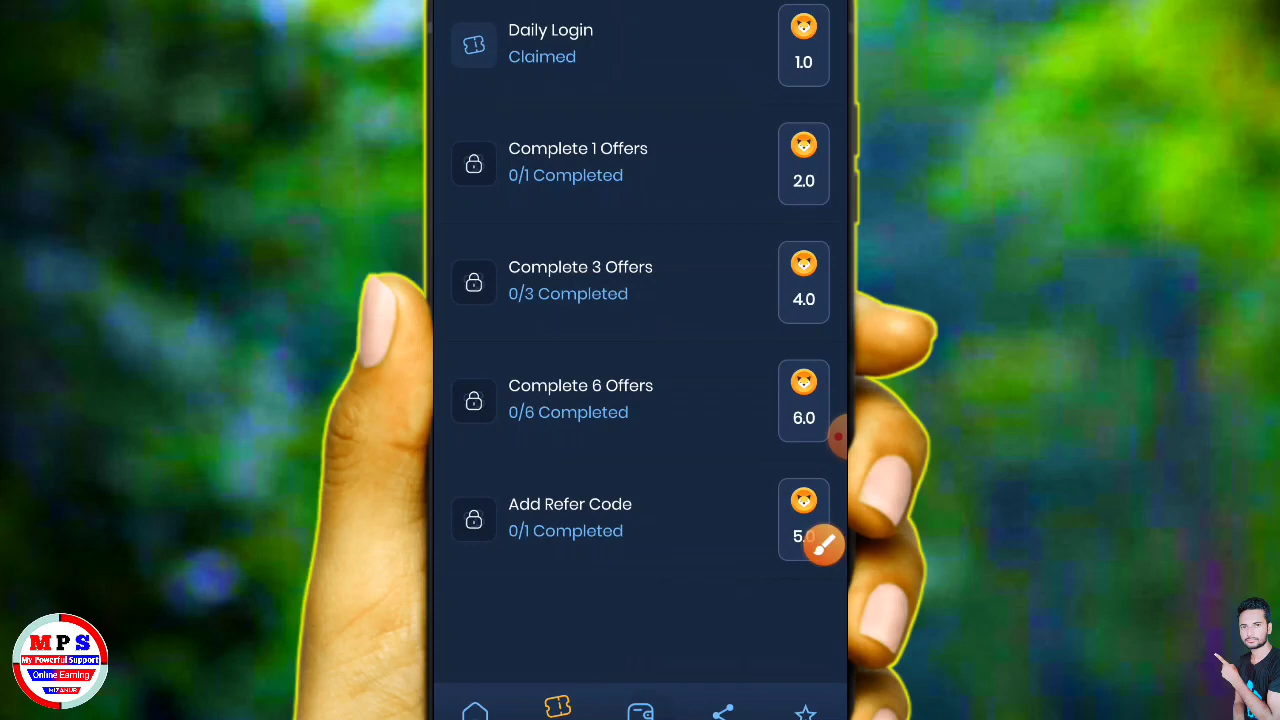 Daily Login
Claimed
1.0
Complete 1 Offers
0/1 Completed
2.0
Complete 3 Offers
0/3 Completed
4.0
Complete 6 Offers
0/6 Completed
6.0
Add Refer Code
0/1 Completed
5.0
M P S
My Powerful Support
Online Earning
MIZANUR